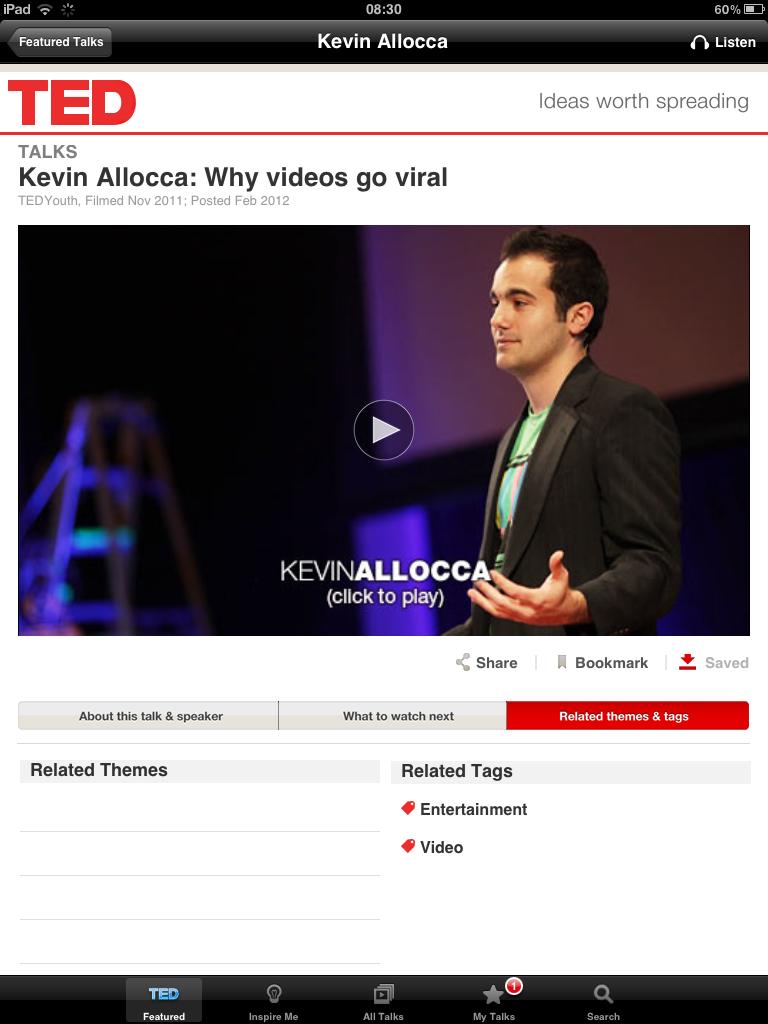 iPad 08:30 60%
Featured Talks Kevin Allocca Listen
TED Ideas worth spreading
TALKS
Kevin Allocca: Why videos go viral
TEDYouth, Filmed Nov 2011; Posted Feb 2012
KEVINALLOCCA
(click to play)
Share Bookmark Saved
About this talk & speaker What to watch next Related themes & tags
Related Themes Related Tags
Entertainment
Video
TED 1
Featured Inspire Me All Talks My Talks Search